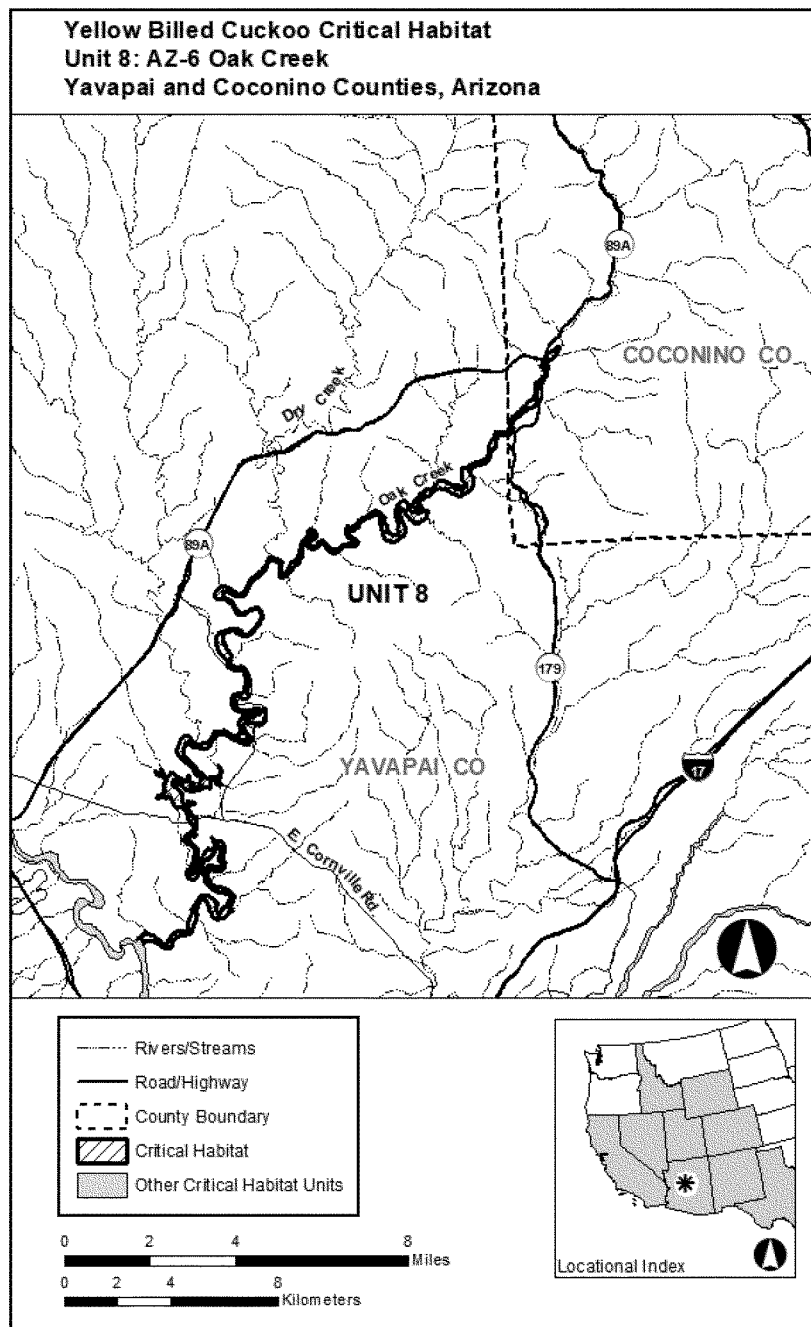 Yellow Billed Cuckoo Critical Habitat
Unit 8: AZ-6 Oak Creek
Yavapai and Coconino Counties, Arizona
89A
COCONINO CO
Dry Creek
Oak Creek
89A
UNIT 8
179
17
YAVAPAI CO
E. Cornville Rd
Rivers/Streams
Road/Highway
County Boundary
Critical Habitat
Other Critical Habitat Units
0 2 4 8
Miles
0 2 4 8
Kilometers
Locational Index